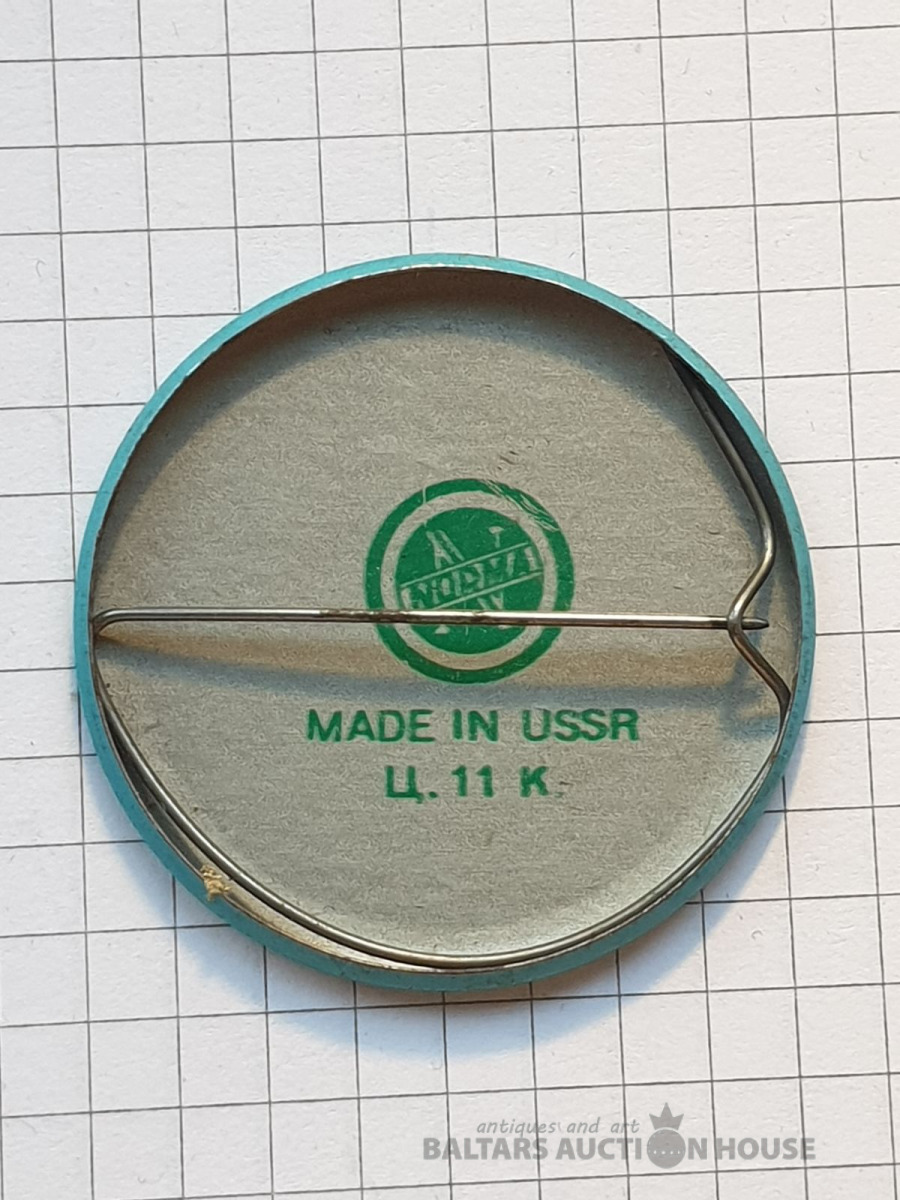 NORMA
MADE IN USSR
Ц. 11 К.
antiques and art
BALTARS AUCTION HOUSE